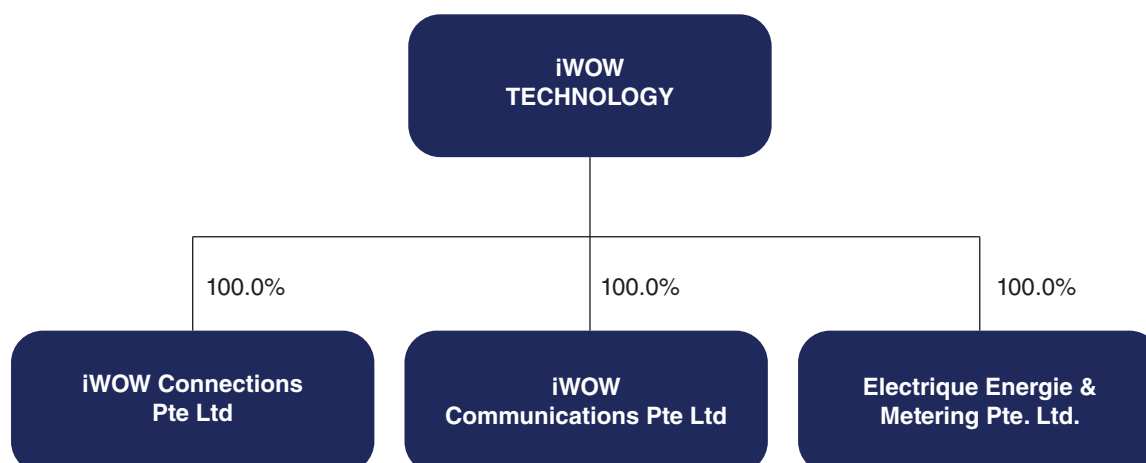 iWOW
TECHNOLOGY
100.0%
100.0%
100.0%
iWOW Connections
Pte Ltd
iWOW
Communications Pte Ltd
Electrique Energie &
Metering Pte. Ltd.